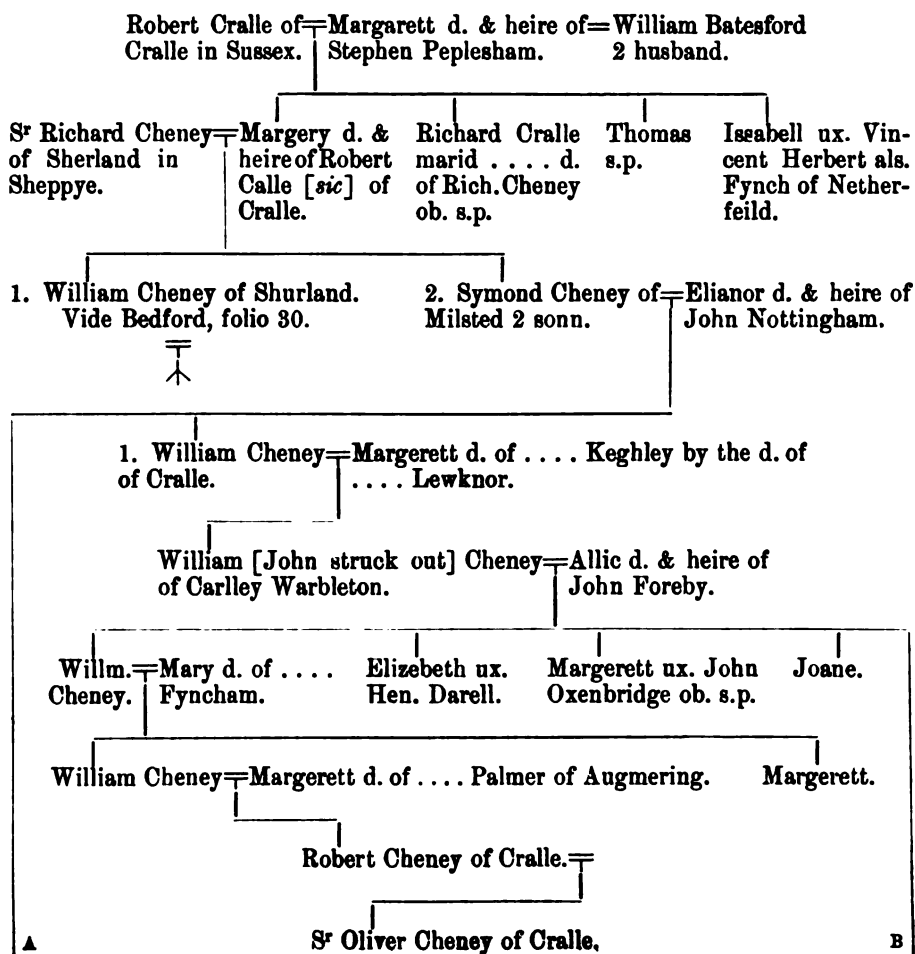 Robert Cralle of Margarett d. & heire of William Batesford
Cralle in Sussex. Stephen Peplesham. 2 husband.
Sr Richard Cheney
of Sherland in
Sheppye.
Margery d. &
heire of Robert
Calle [sic] of
Cralle.
Richard Cralle
marid . . . . d.
of Rich. Cheney
ob. s.p.
Thomas
s.p.
Issabell ux. Vin-
cent Herbert als.
Fynch of Nether-
feild.
1. William Cheney of Shurland.
Vide Bedford, folio 30.
2. Symond Cheney of
Milsted 2 sonn.
Elianor d. & heire of
John Nottingham.
1. William Cheney
of Cralle.
Margerett d. of . . . . Keghley by the d. of
. . . . Lewknor.
William [John struck out] Cheney
of Carlley Warbleton.
Allic d. & heire of
John Foreby.
Willm.
Cheney.
Mary d. of . . . .
Fyncham.
Elizebeth ux.
Hen. Darell.
Margerett ux. John
Oxenbridge ob. s.p.
Joane.
William Cheney Margerett d. of . . . . Palmer of Augmering. Margerett.
Robert Cheney of Cralle.
A Sr Oliver Cheney of Cralle, B